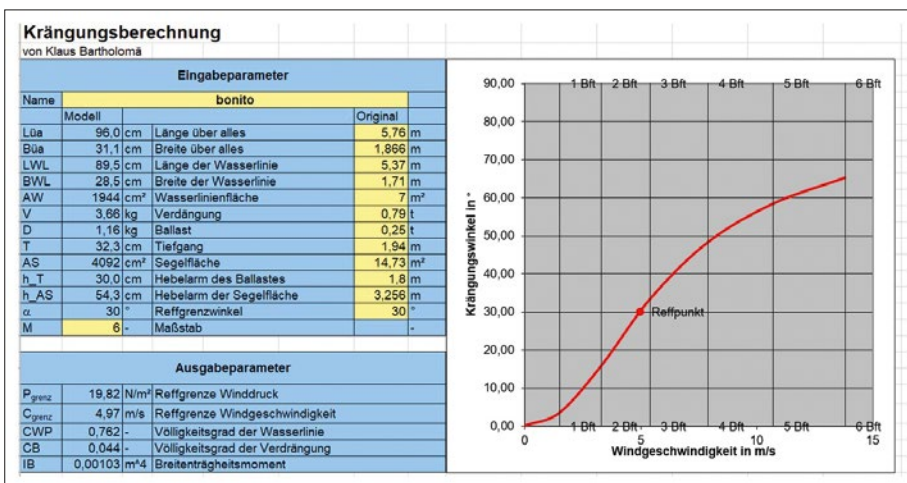 Krängungsberechnung
von Klaus Bartholomä
Eingabeparameter
Name bonito
Modell Original
Lüa 96,0 cm Länge über alles 5,76 m
Büa 31,1 cm Breite über alles 1,866 m
LWL 89,5 cm Länge der Wasserlinie 5,37 m
BWL 28,5 cm Breite der Wasserlinie 1,71 m
AW 1944 cm² Wasserlinienfläche 7 m²
V 3,66 kg Verdängung 0,79 t
D 1,16 kg Ballast 0,25 t
T 32,3 cm Tiefgang 1,94 m
AS 4092 cm² Segelfläche 14,73 m²
h_T 30,0 cm Hebelarm des Ballastes 1,8 m
h_AS 54,3 cm Hebelarm der Segelfläche 3,256 m
α 30 ° Reffgrenzwinkel 30 °
M 6 - Maßstab -
Ausgabeparameter
Pgrenz 19,82 N/m² Reffgrenze Winddruck
Cgrenz 4,97 m/s Reffgrenze Windgeschwindigkeit
CWP 0,762 - Völligkeitsgrad der Wasserlinie
CB 0,044 - Völligkeitsgrad der Verdrängung
IB 0,00103 m^4 Breitenträgheitsmoment
90,00 1 Bft 2 Bft 3 Bft 4 Bft 5 Bft 6 Bft
80,00
70,00
60,00
50,00
40,00
30,00
20,00
10,00
0,00
Krängungswinkel in °
Reffpunkt
1 Bft 2 Bft 3 Bft 4 Bft 5 Bft 6 Bft
0 5 10 15
Windgeschwindigkeit in m/s